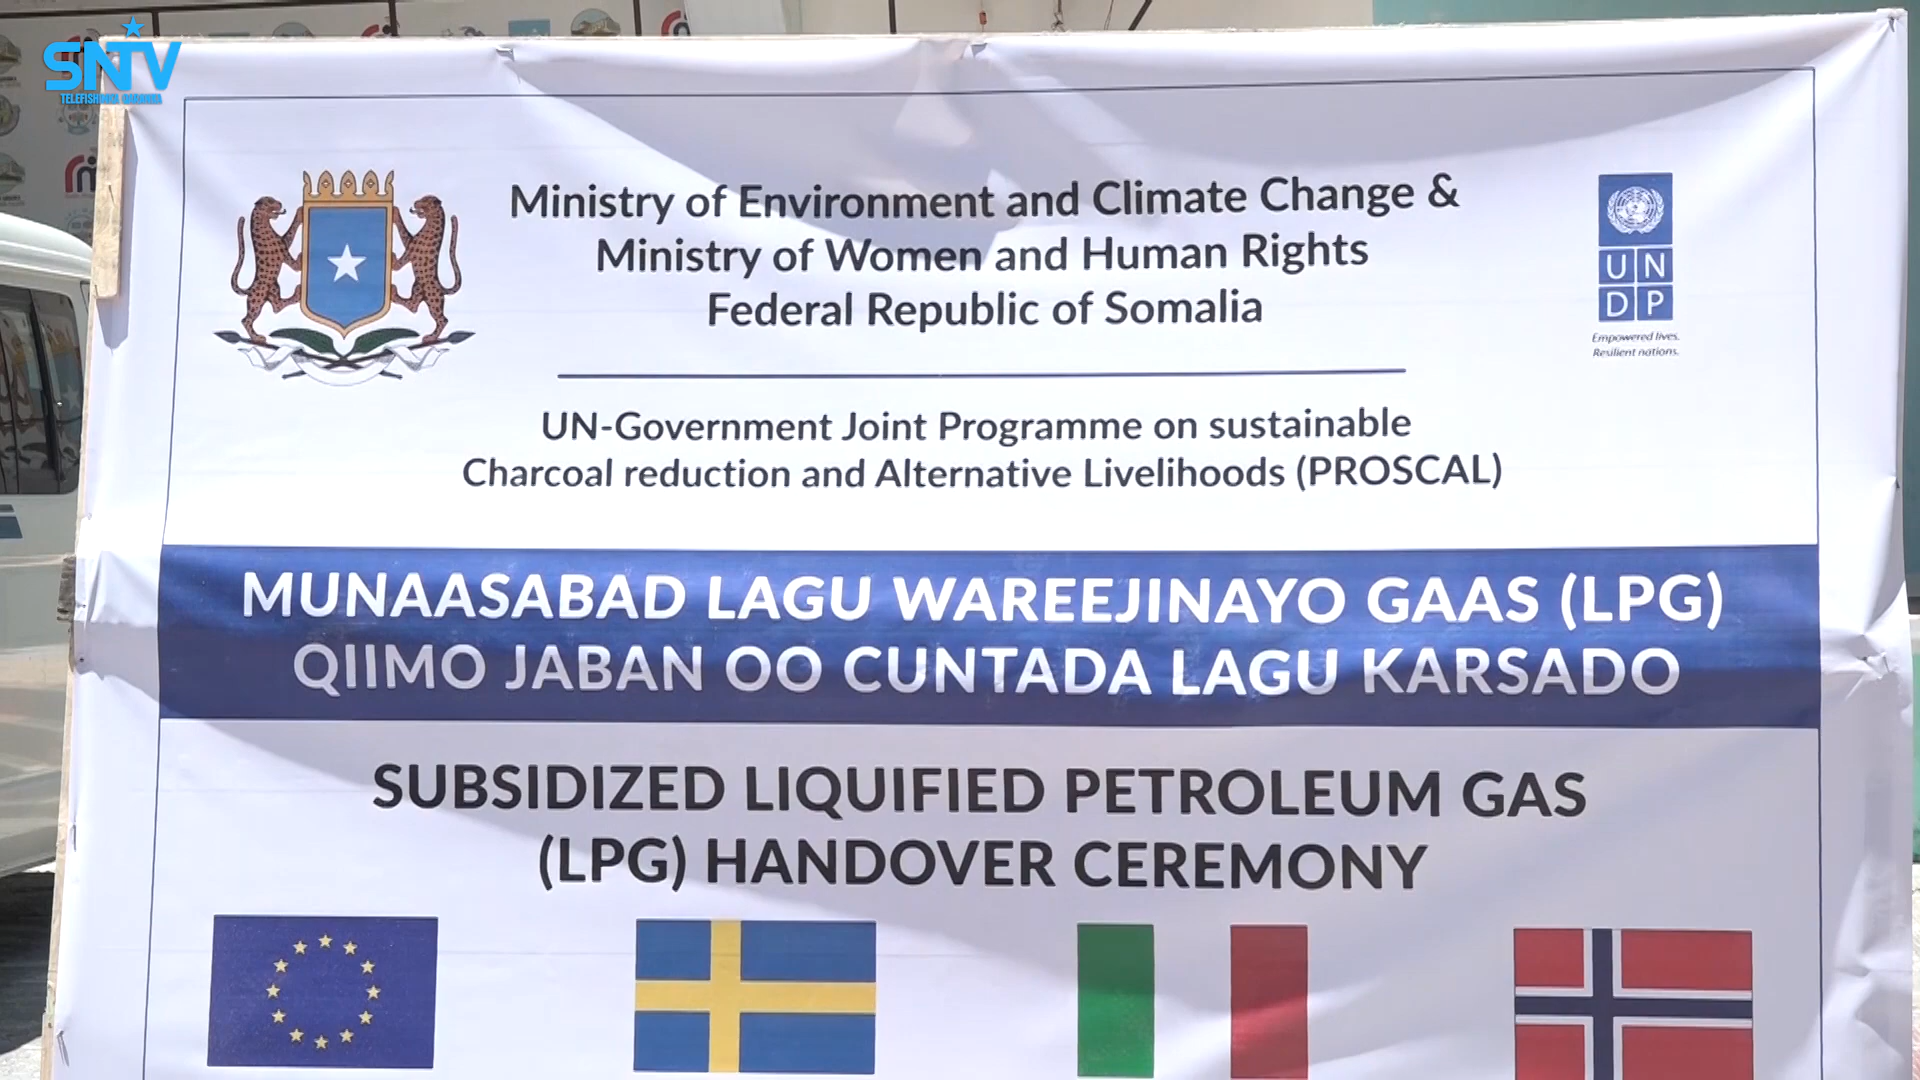 SNTV
Ministry of Environment and Climate Change &
Ministry of Women and Human Rights
Federal Republic of Somalia
UN
DP
Empowered lives.
Resilient nations.
UN-Government Joint Programme on sustainable
Charcoal reduction and Alternative Livelihoods (PROSCAL)
MUNAASABAD LAGU WAREEJINAYO GAAS (LPG)
QIIMO JABAN OO CUNTADA LAGU KARSADO
SUBSIDIZED LIQUIFIED PETROLEUM GAS
(LPG) HANDOVER CEREMONY